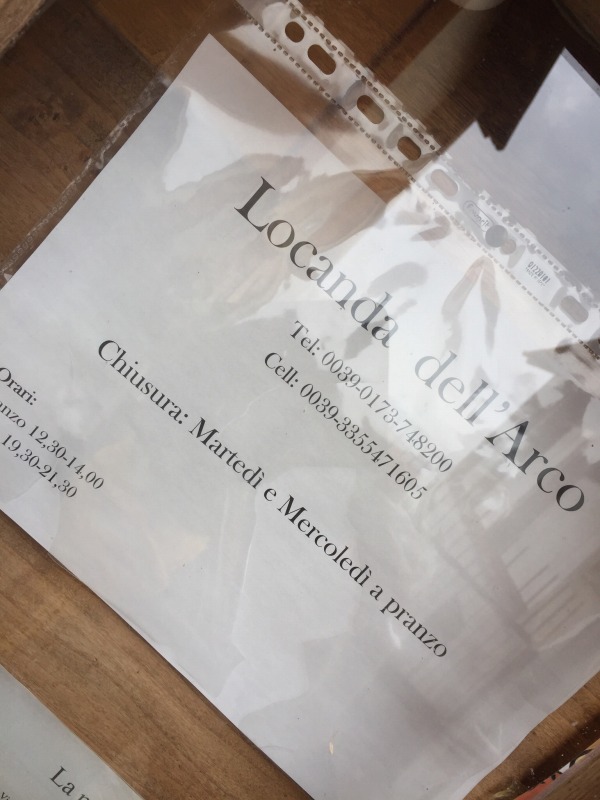 Locanda dell'Arco
Tel: 0039-0173-748200
Cell: 0039-3355471605
Chiusura: Martedì e Mercoledì a pranzo
Orari:
12,30-14,00
19,30-21,30
La